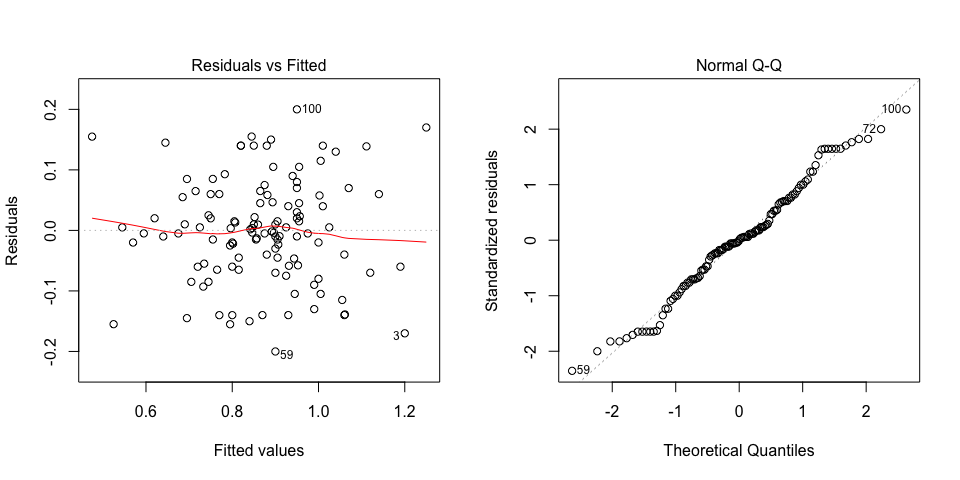 Residuals vs Fitted
Residuals
0.2
0.1
0.0
-0.1
-0.2
100
3
59
0.6 0.8 1.0 1.2
Fitted values
Normal Q-Q
Standardized residuals
2
1
0
-1
-2
100
72
59
-2 -1 0 1 2
Theoretical Quantiles